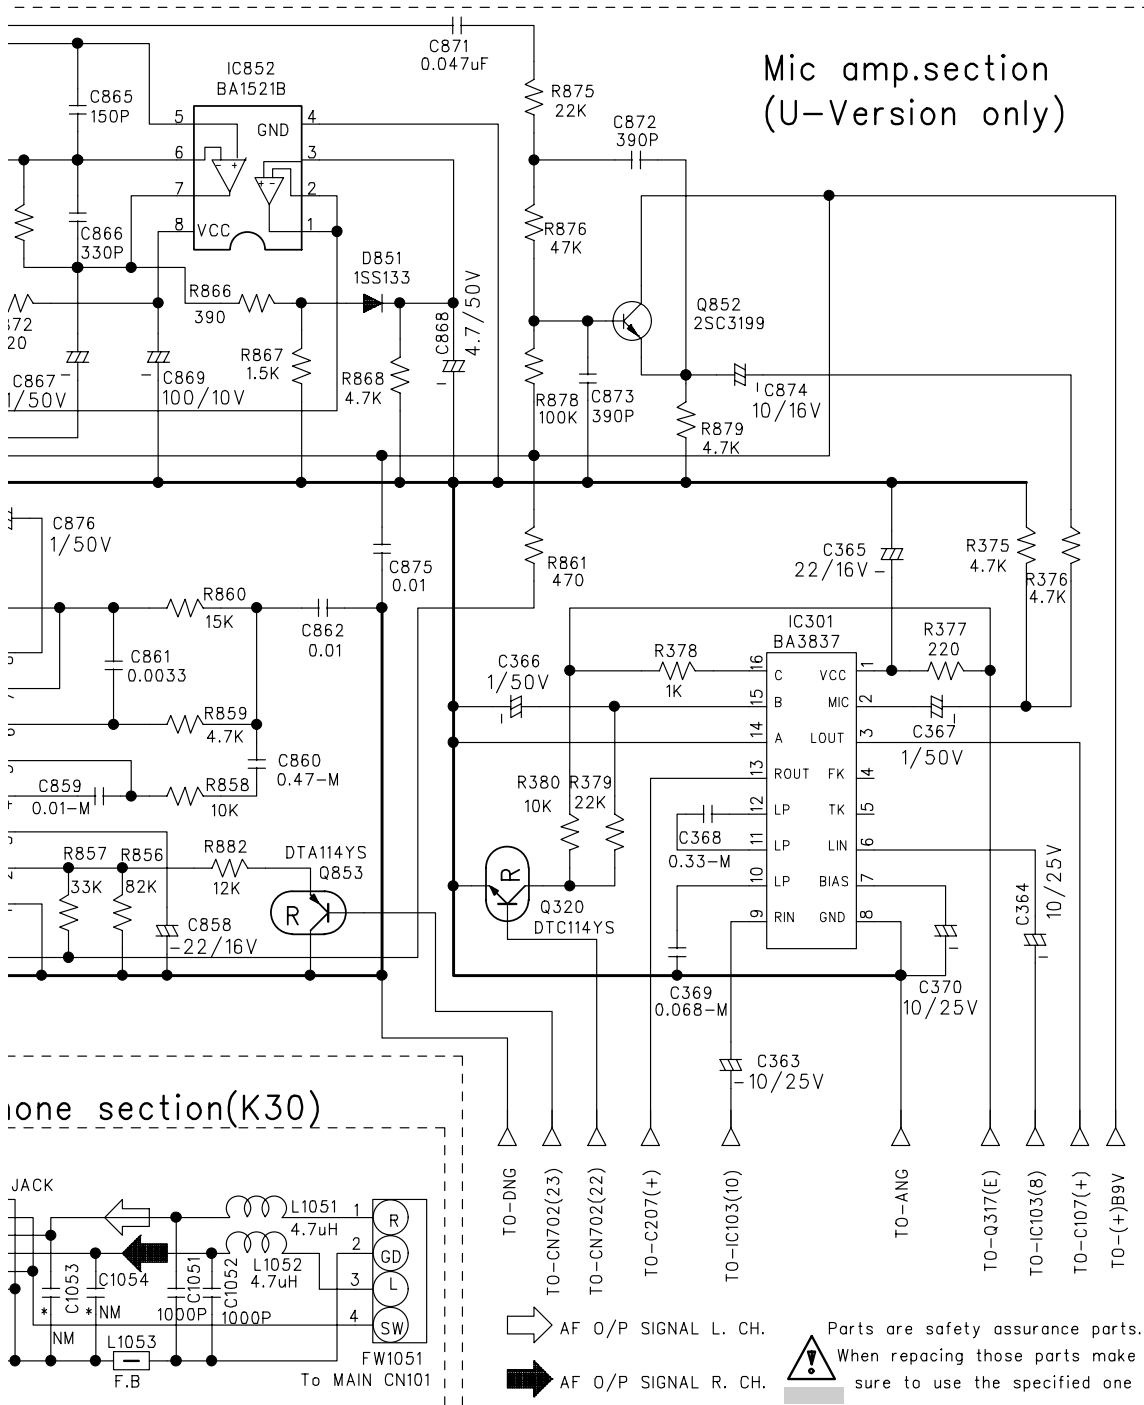 C871
0.047uF
Mic amp.section
(U-Version only)
IC852
BA1521B
C865
150P
5
GND
4
6
3
7
2
8
VCC
1
- +
+ -
C866
330P
R875
22K
C872
390P
R876
47K
D851
1SS133
R866
390
C868
4.7/50V
Q852
2SC3199
R867
1.5K
C867
1/50V
C869
100/10V
R868
4.7K
R878
100K
C873
390P
C874
10/16V
R879
4.7K
C876
1/50V
C875
0.01
R861
470
C365
22/16V
R375
4.7K
R376
4.7K
R860
15K
C862
0.01
IC301
BA3837
R377
220
C861
0.0033
C366
1/50V
R378
1K
16
C
VCC
1
15
B
MIC
2
14
A
LOUT
3
13
ROUT
FK
4
12
LP
TK
5
11
LP
LIN
6
10
LP
BIAS
7
9
RIN
GND
8
C367
1/50V
R859
4.7K
C860
0.47-M
C859
0.01-M
R858
10K
R380
10K
R379
22K
C368
0.33-M
R857
33K
R856
82K
R882
12K
DTA114YS
Q853
R
R
Q320
DTC114YS
C364
10/25V
C858
22/16V
C369
0.068-M
C370
10/25V
C363
10/25V
one section(K30)
TO-DNG
TO-CN702(23)
TO-CN702(22)
TO-C207(+)
TO-IC103(10)
TO-ANG
TO-Q317(E)
TO-IC103(8)
TO-C107(+)
TO-(+)B9V
JACK
L1051
4.7uH
1
R
2
GD
3
L
4
SW
L1052
4.7uH
C1053
* NM
C1054
* NM
C1051
1000P
C1052
1000P
L1053
F.B
FW1051
To MAIN CN101
AF O/P SIGNAL L. CH.
AF O/P SIGNAL R. CH.
!
Parts are safety assurance parts.
When repacing those parts make
sure to use the specified one